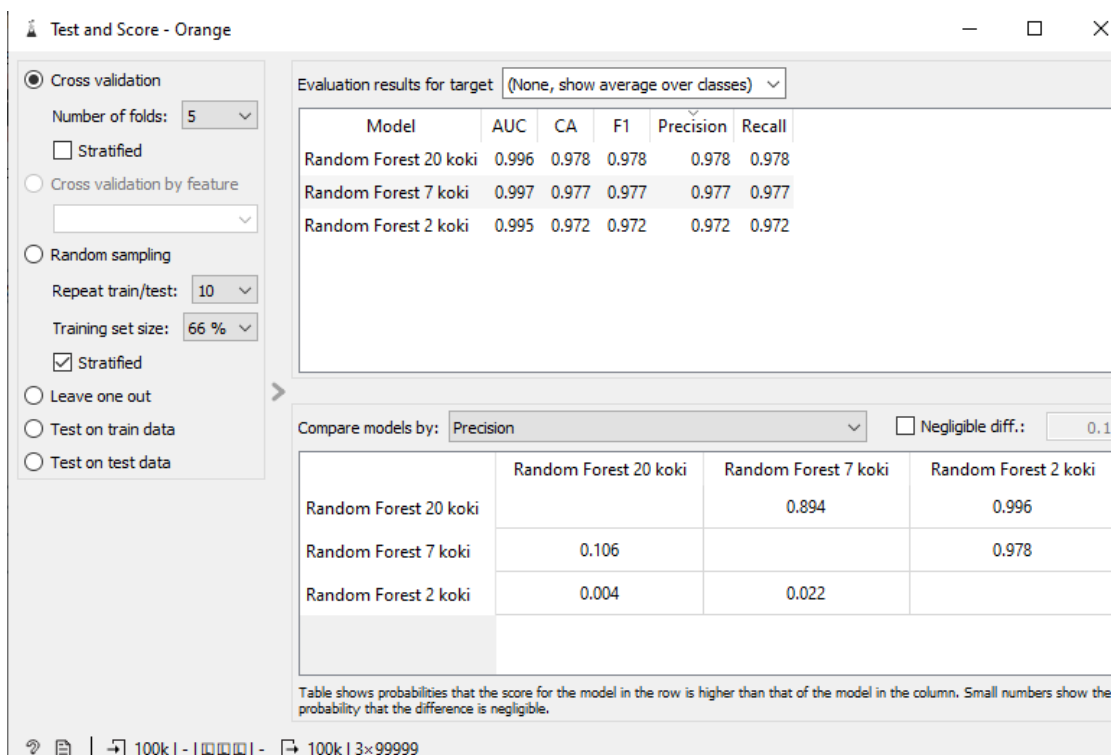 Test and Score - Orange
Cross validation
Number of folds: 5
Stratified
Cross validation by feature
Random sampling
Repeat train/test: 10
Training set size: 66 %
Stratified
Leave one out
Test on train data
Test on test data
Evaluation results for target (None, show average over classes)
Model AUC CA F1 Precision Recall
Random Forest 20 koki 0.996 0.978 0.978 0.978 0.978
Random Forest 7 koki 0.997 0.977 0.977 0.977 0.977
Random Forest 2 koki 0.995 0.972 0.972 0.972 0.972
Compare models by: Precision Negligible diff.: 0.1
Random Forest 20 koki Random Forest 7 koki Random Forest 2 koki
Random Forest 20 koki 0.894 0.996
Random Forest 7 koki 0.106 0.978
Random Forest 2 koki 0.004 0.022
Table shows probabilities that the score for the model in the row is higher than that of the model in the column. Small numbers show the
probability that the difference is negligible.
? 100k | - | | - 100k | 3×99999